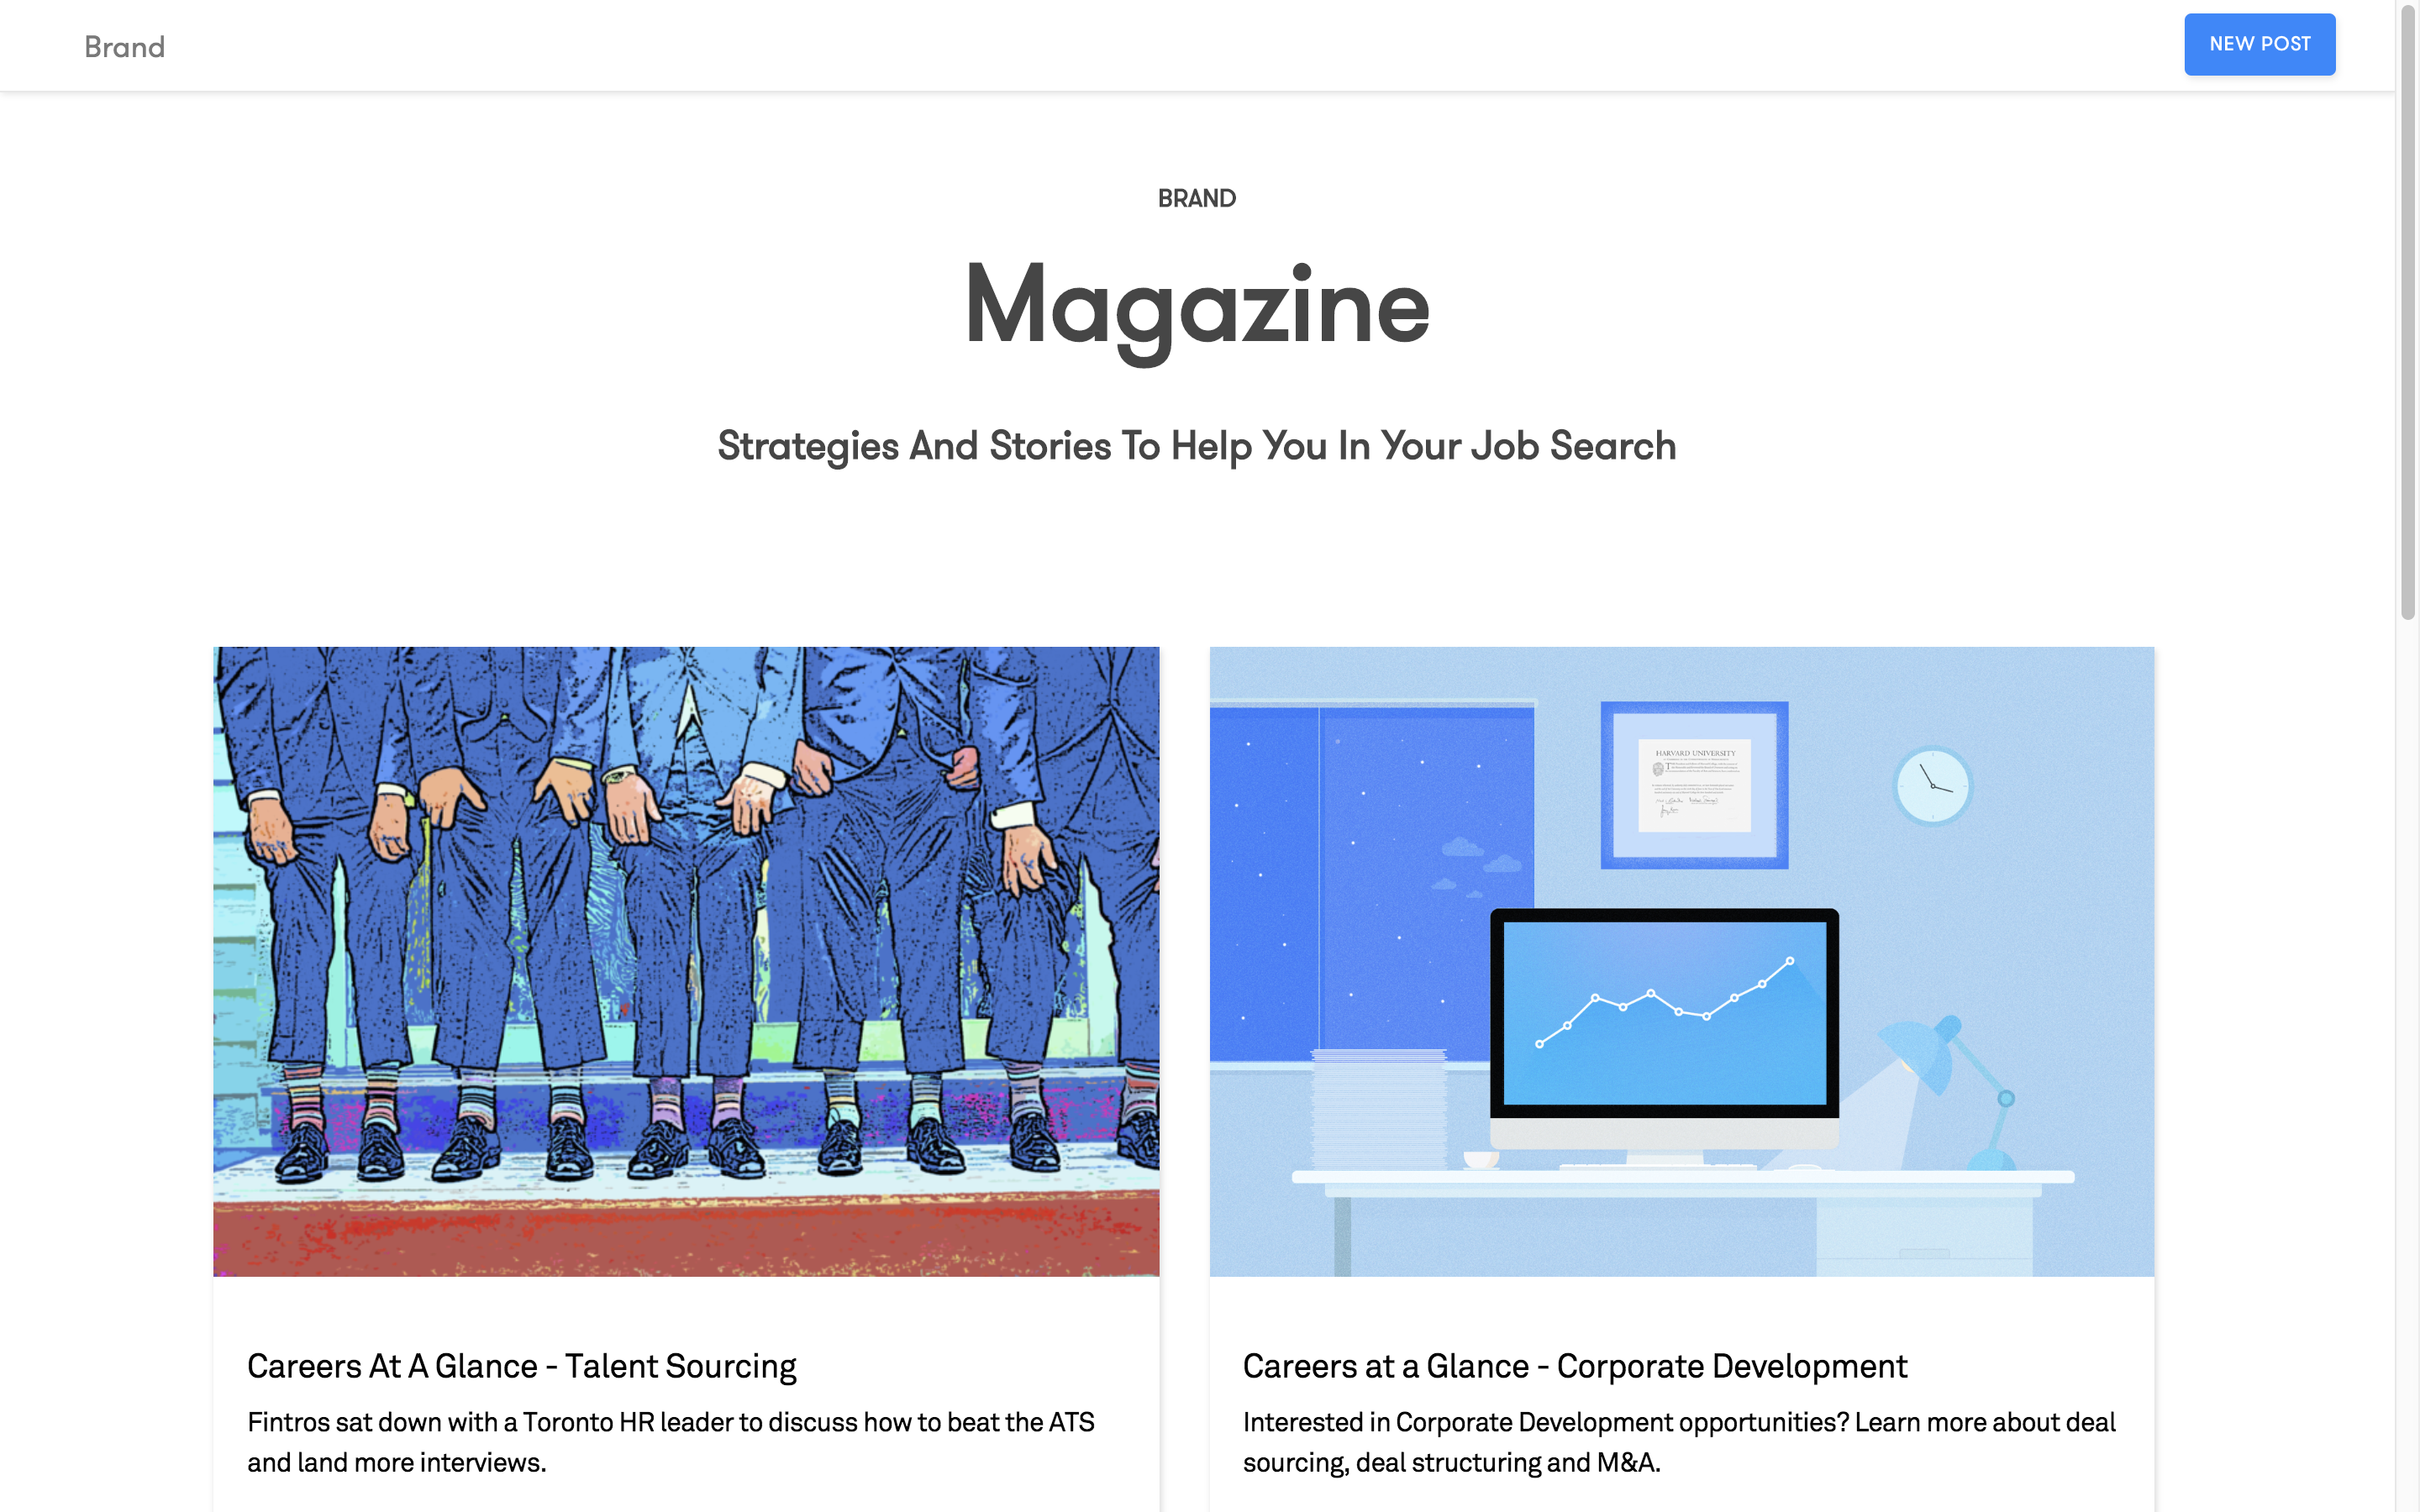 Brand
NEW POST
BRAND
Magazine
Strategies And Stories To Help You In Your Job Search
HARVARD UNIVERSITY
Careers At A Glance - Talent Sourcing
Fintros sat down with a Toronto HR leader to discuss how to beat the ATS
and land more interviews.
Careers at a Glance - Corporate Development
Interested in Corporate Development opportunities? Learn more about deal
sourcing, deal structuring and M&A.